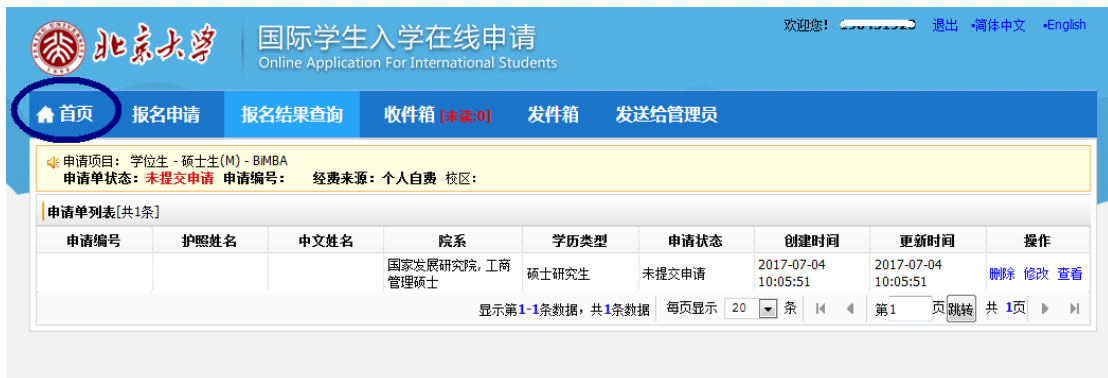 欢迎您! 退出 •简体中文 •English
北京大学 国际学生入学在线申请
Online Application For International Students
首页 报名申请 报名结果查询 收件箱 [未读:0] 发件箱 发送给管理员
申请项目： 学位生 - 硕士生(M) - BiMBA
申请单状态：未提交申请 申请编号： 经费来源：个人自费 校区：
申请单列表[共1条]
申请编号 护照姓名 中文姓名 院系 学历类型 申请状态 创建时间 更新时间 操作
国家发展研究院, 工商管理硕士 硕士研究生 未提交申请 2017-07-04 10:05:51 2017-07-04 10:05:51 删除 修改 查看
显示第1-1条数据，共1条数据 每页显示 20 条 第1 页 跳转 共 1页